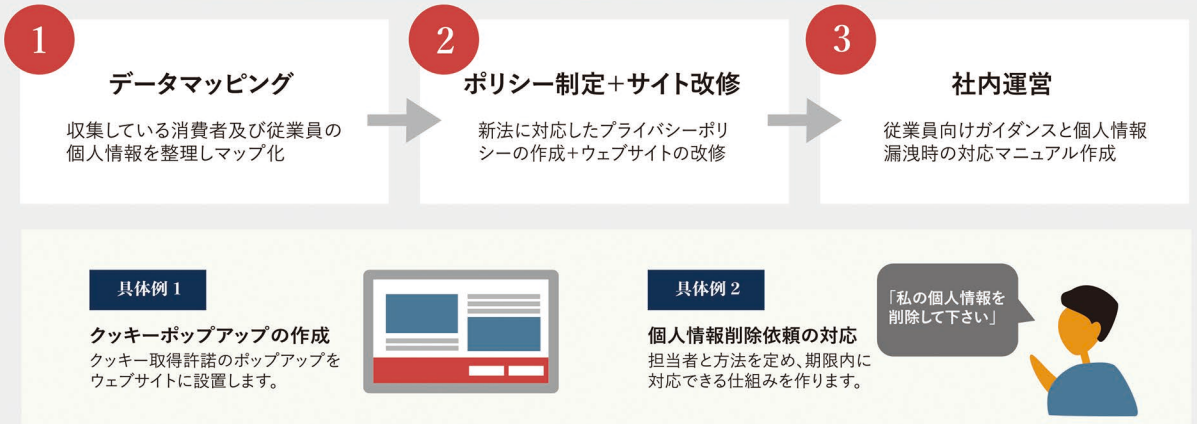 1
データマッピング
収集している消費者及び従業員の
個人情報を整理しマップ化
2
ポリシー制定+サイト改修
新法に対応したプライバシーポリ
シーの作成+ウェブサイトの改修
3
社内運営
従業員向けガイダンスと個人情報
漏洩時の対応マニュアル作成
具体例 1
クッキーポップアップの作成
クッキー取得許諾のポップアップを
ウェブサイトに設置します。
具体例 2
個人情報削除依頼の対応
担当者と方法を定め、期限内に
対応できる仕組みを作ります。
「私の個人情報を
削除して下さい」